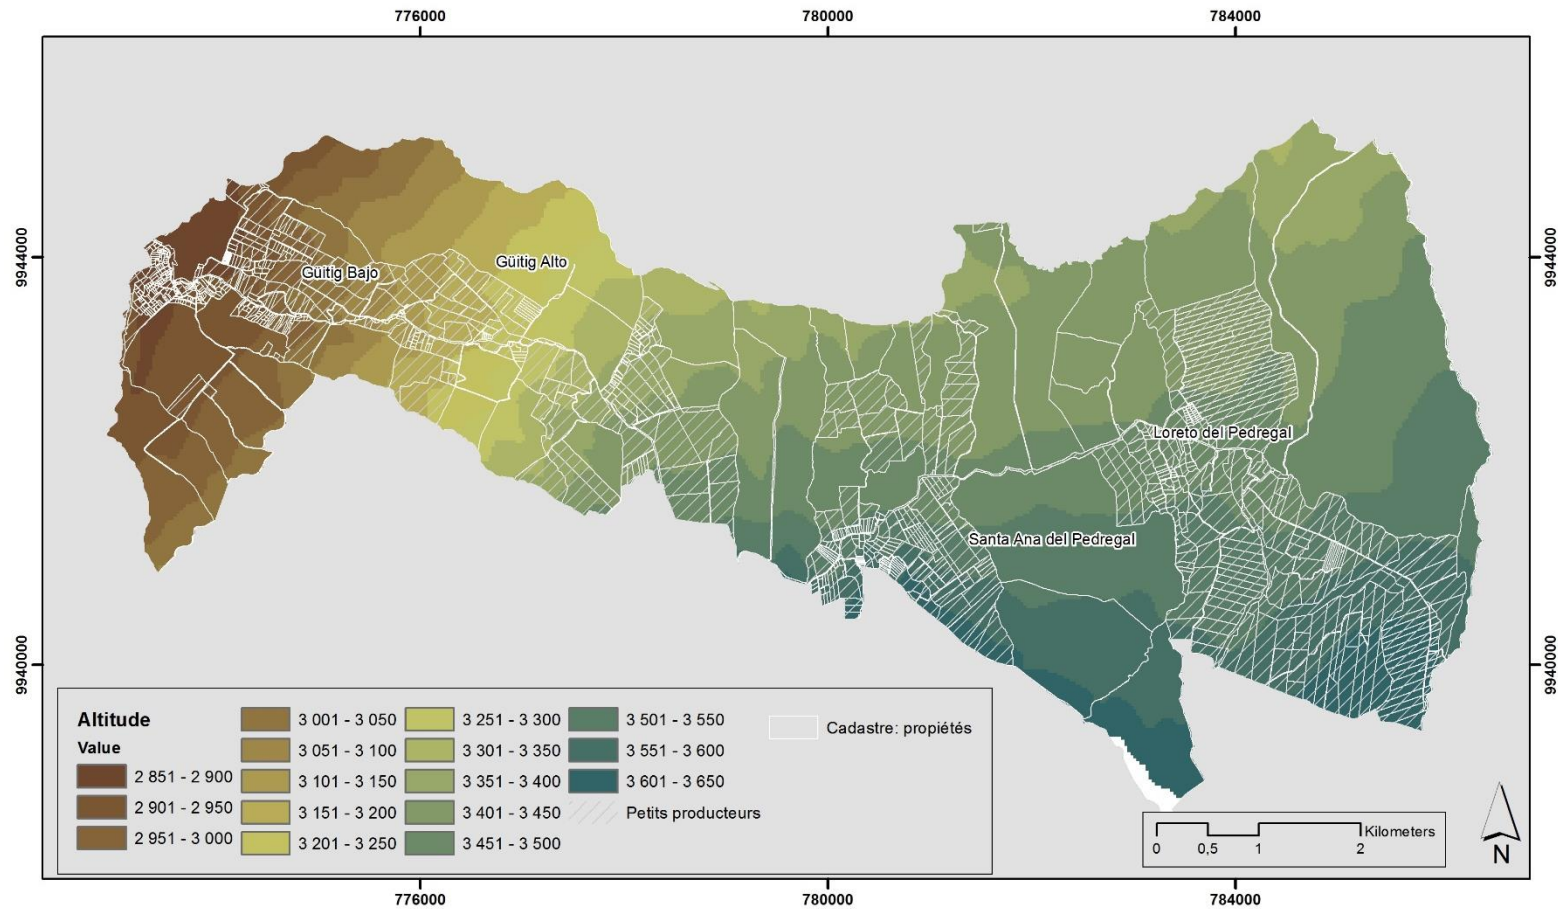 776000 780000 784000
9944000 9944000
Güitig Bajo
Güitig Alto
Loreto del Pedregal
Santa Ana del Pedregal
9940000 9940000
Altitude
Value
2 851 - 2 900
2 901 - 2 950
2 951 - 3 000
3 001 - 3 050
3 051 - 3 100
3 101 - 3 150
3 151 - 3 200
3 201 - 3 250
3 251 - 3 300
3 301 - 3 350
3 351 - 3 400
3 401 - 3 450
3 451 - 3 500
3 501 - 3 550
3 551 - 3 600
3 601 - 3 650
Petits producteurs
Cadastre: propiétés
Kilometers
0 0,5 1 2
N
776000 780000 784000